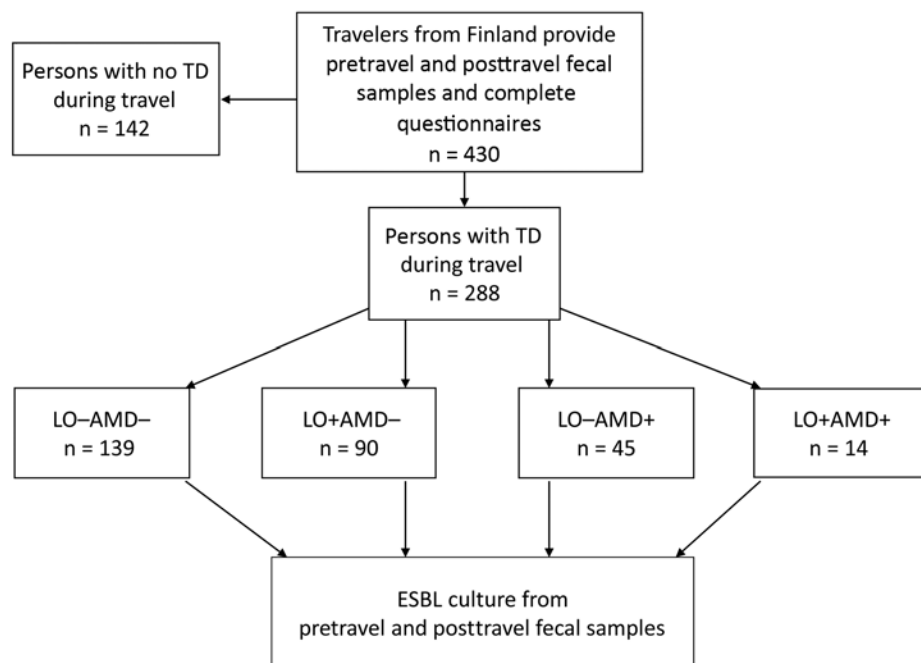 Travelers from Finland provide
pretravel and posttravel fecal
samples and complete
questionnaires
n = 430
Persons with no TD
during travel
n = 142
Persons with TD
during travel
n = 288
LO–AMD–
n = 139
LO+AMD–
n = 90
LO–AMD+
n = 45
LO+AMD+
n = 14
ESBL culture from
pretravel and posttravel fecal samples